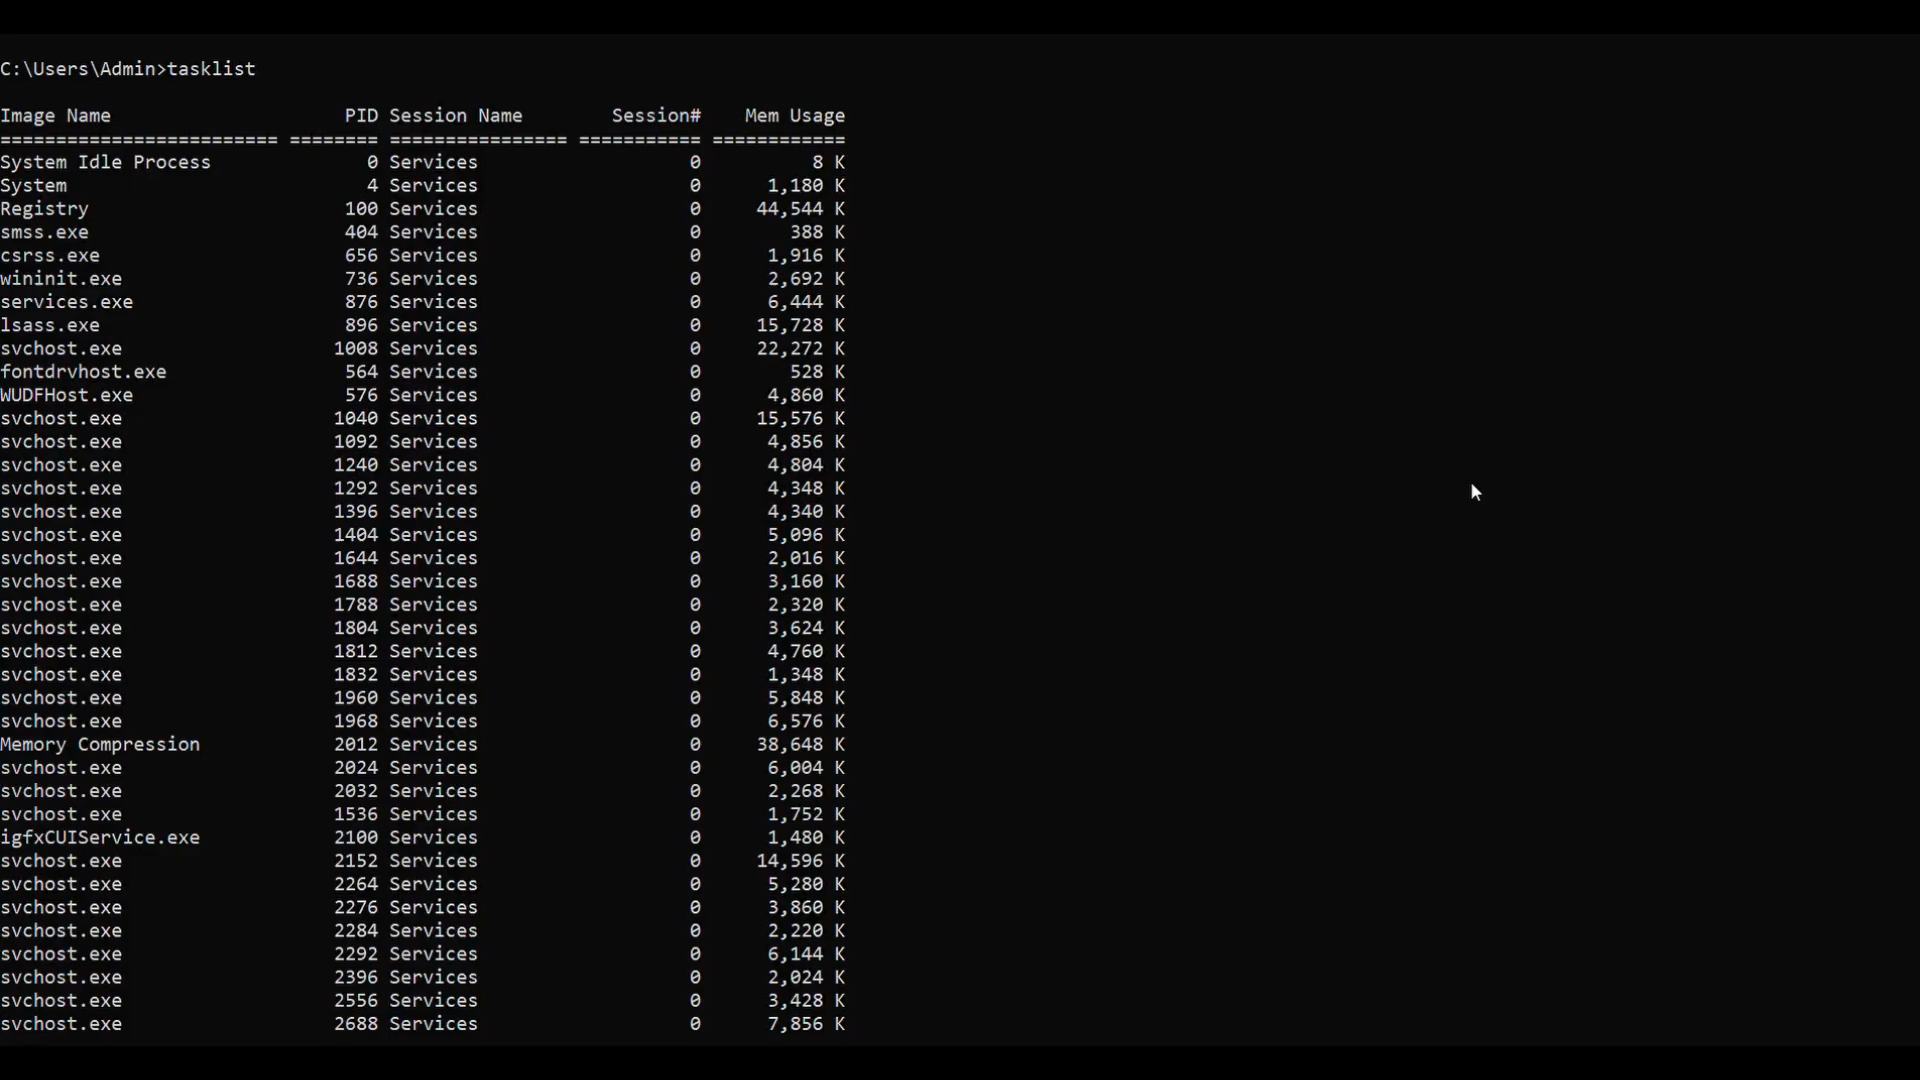 C:\Users\Admin>tasklist
Image Name                     PID Session Name        Session#    Mem Usage
========================= ======== ================ =========== ============
System Idle Process              0 Services                   0          8 K
System                           4 Services                   0      1,180 K
Registry                       100 Services                   0     44,544 K
smss.exe                       404 Services                   0        388 K
csrss.exe                      656 Services                   0      1,916 K
wininit.exe                    736 Services                   0      2,692 K
services.exe                   876 Services                   0      6,444 K
lsass.exe                      896 Services                   0     15,728 K
svchost.exe                   1008 Services                   0     22,272 K
fontdrvhost.exe                564 Services                   0        528 K
WUDFHost.exe                   576 Services                   0      4,860 K
svchost.exe                   1040 Services                   0     15,576 K
svchost.exe                   1092 Services                   0      4,856 K
svchost.exe                   1240 Services                   0      4,804 K
svchost.exe                   1292 Services                   0      4,348 K
svchost.exe                   1396 Services                   0      4,340 K
svchost.exe                   1404 Services                   0      5,096 K
svchost.exe                   1644 Services                   0      2,016 K
svchost.exe                   1688 Services                   0      3,160 K
svchost.exe                   1788 Services                   0      2,320 K
svchost.exe                   1804 Services                   0      3,624 K
svchost.exe                   1812 Services                   0      4,760 K
svchost.exe                   1832 Services                   0      1,348 K
svchost.exe                   1960 Services                   0      5,848 K
svchost.exe                   1968 Services                   0      6,576 K
Memory Compression            2012 Services                   0     38,648 K
svchost.exe                   2024 Services                   0      6,004 K
svchost.exe                   2032 Services                   0      2,268 K
svchost.exe                   1536 Services                   0      1,752 K
igfxCUIService.exe            2100 Services                   0      1,480 K
svchost.exe                   2152 Services                   0     14,596 K
svchost.exe                   2264 Services                   0      5,280 K
svchost.exe                   2276 Services                   0      3,860 K
svchost.exe                   2284 Services                   0      2,220 K
svchost.exe                   2292 Services                   0      6,144 K
svchost.exe                   2396 Services                   0      2,024 K
svchost.exe                   2556 Services                   0      3,428 K
svchost.exe                   2688 Services                   0      7,856 K